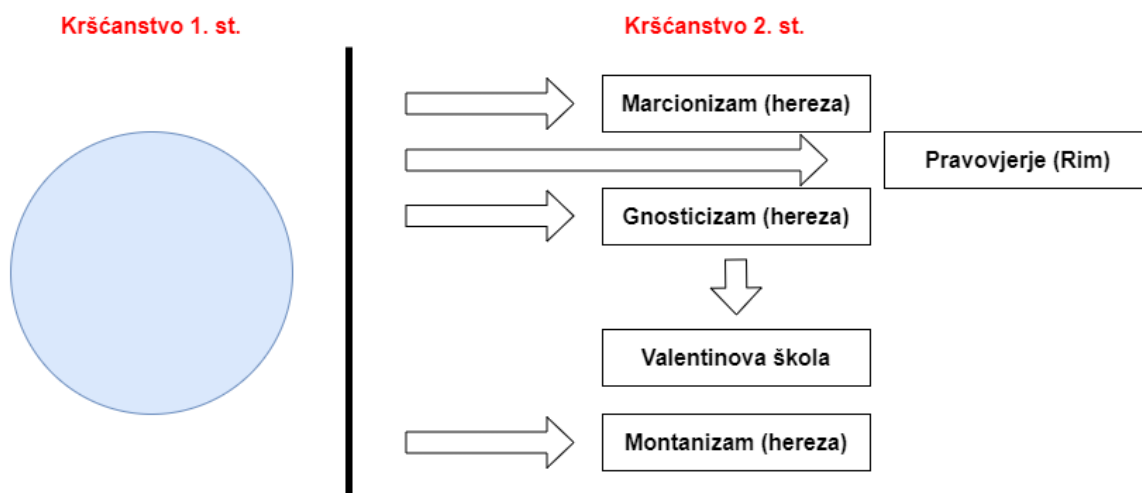 Kršćanstvo 1. st.
Kršćanstvo 2. st.
Marcionizam (hereza)
Pravovjerje (Rim)
Gnosticizam (hereza)
Valentinova škola
Montanizam (hereza)